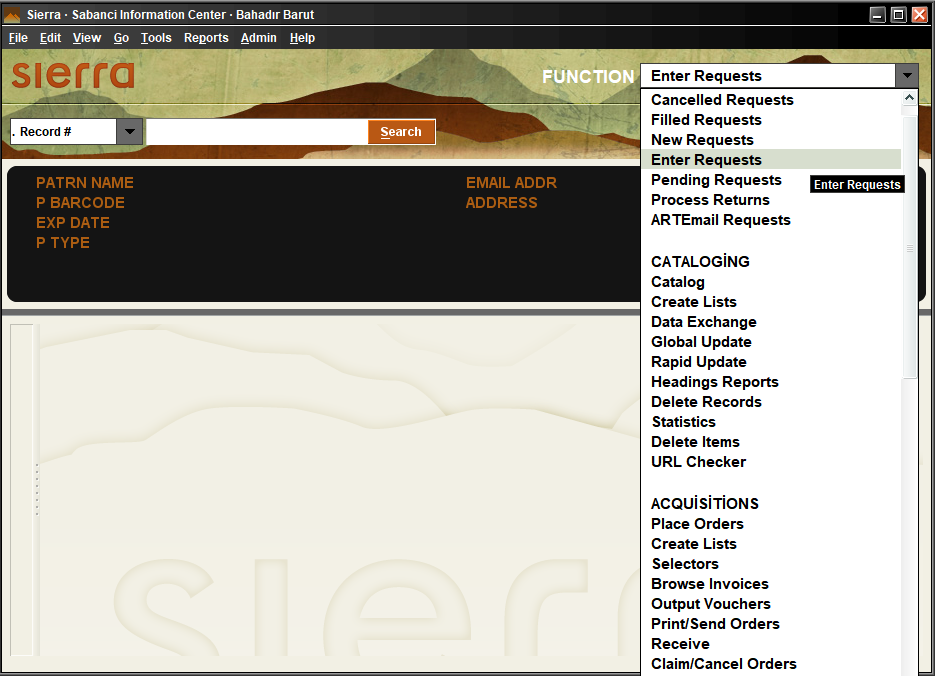 Sierra · Sabanci Information Center · Bahadır Barut
File Edit View Go Tools Reports Admin Help
sierra
FUNCTION
Enter Requests
. Record #
Search
PATRN NAME
P BARCODE
EXP DATE
P TYPE
EMAIL ADDR
ADDRESS
Cancelled Requests
Filled Requests
New Requests
Enter Requests
Pending Requests
Enter Requests
Process Returns
ARTEmail Requests
CATALOGİNG
Catalog
Create Lists
Data Exchange
Global Update
Rapid Update
Headings Reports
Delete Records
Statistics
Delete Items
URL Checker
ACQUİSİTİONS
Place Orders
Create Lists
Selectors
Browse Invoices
Output Vouchers
Print/Send Orders
Receive
Claim/Cancel Orders
sierra